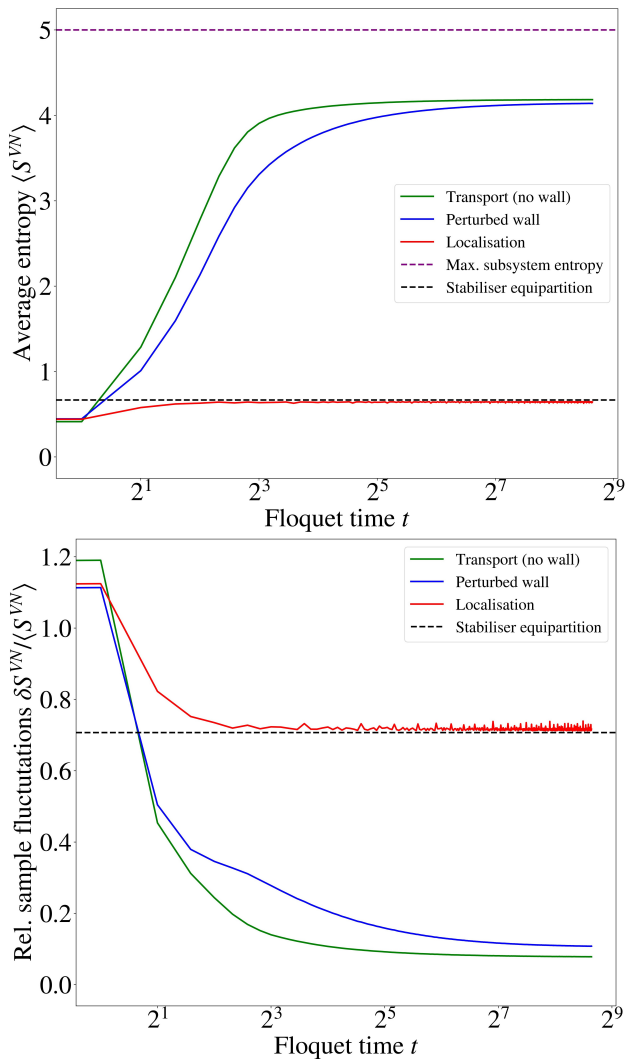 5
4
3
2
1
0
Average entropy ⟨S^{VN}⟩
Transport (no wall)
Perturbed wall
Localisation
Max. subsystem entropy
Stabiliser equipartition
2^1 2^3 2^5 2^7 2^9
Floquet time t
1.2
1.0
0.8
0.6
0.4
0.2
0.0
Rel. sample fluctutations δS^{VN}/⟨S^{VN}⟩
Transport (no wall)
Perturbed wall
Localisation
Stabiliser equipartition
2^1 2^3 2^5 2^7 2^9
Floquet time t